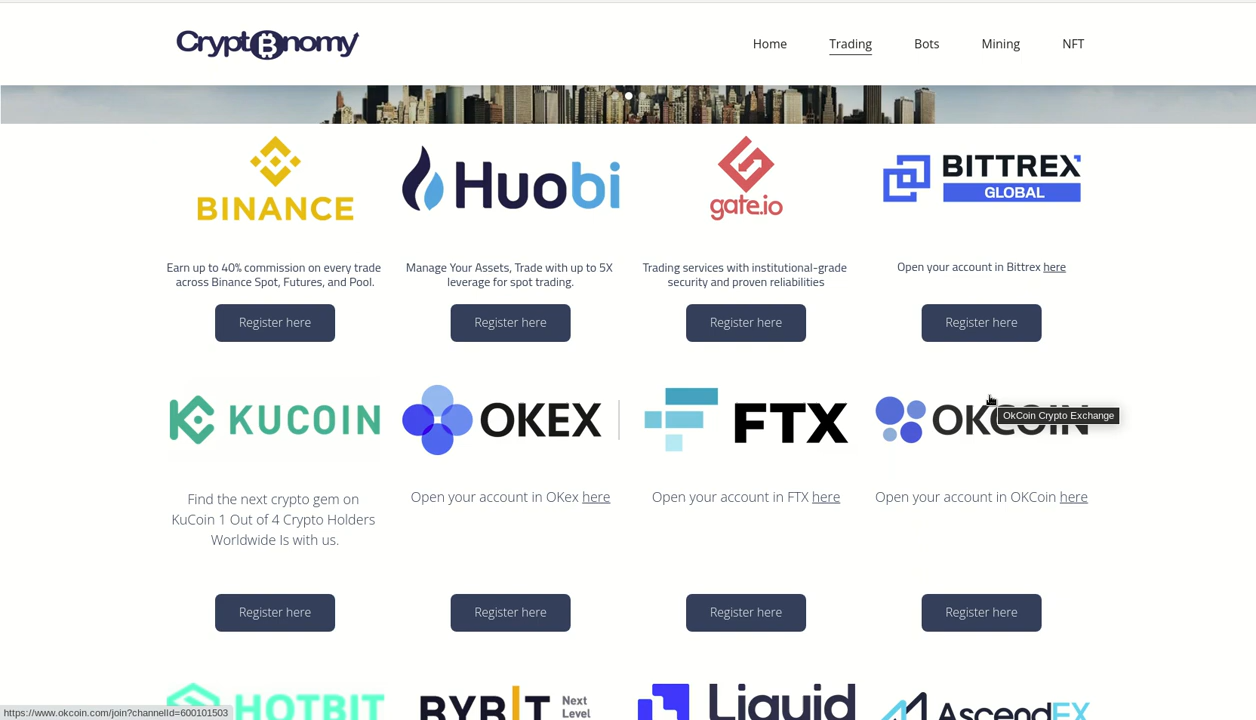 Cryptonomy
Home
Trading
Bots
Mining
NFT
BINANCE
Huobi
gate.io
BITTREX
GLOBAL
Earn up to 40% commission on every trade
across Binance Spot, Futures, and Pool.
Manage Your Assets, Trade with up to 5X
leverage for spot trading.
Trading services with institutional-grade
security and proven reliabilities
Open your account in Bittrex here
Register here
Register here
Register here
Register here
KUCOIN
OKEX
FTX
OKCOIN
OkCoin Crypto Exchange
Find the next crypto gem on
KuCoin 1 Out of 4 Crypto Holders
Worldwide Is with us.
Open your account in OKex here
Open your account in FTX here
Open your account in OKCoin here
Register here
Register here
Register here
Register here
HOTBIT
BYBIT
Next
Level
Liquid
AscendEX
https://www.okcoin.com/join?channelId=600101503